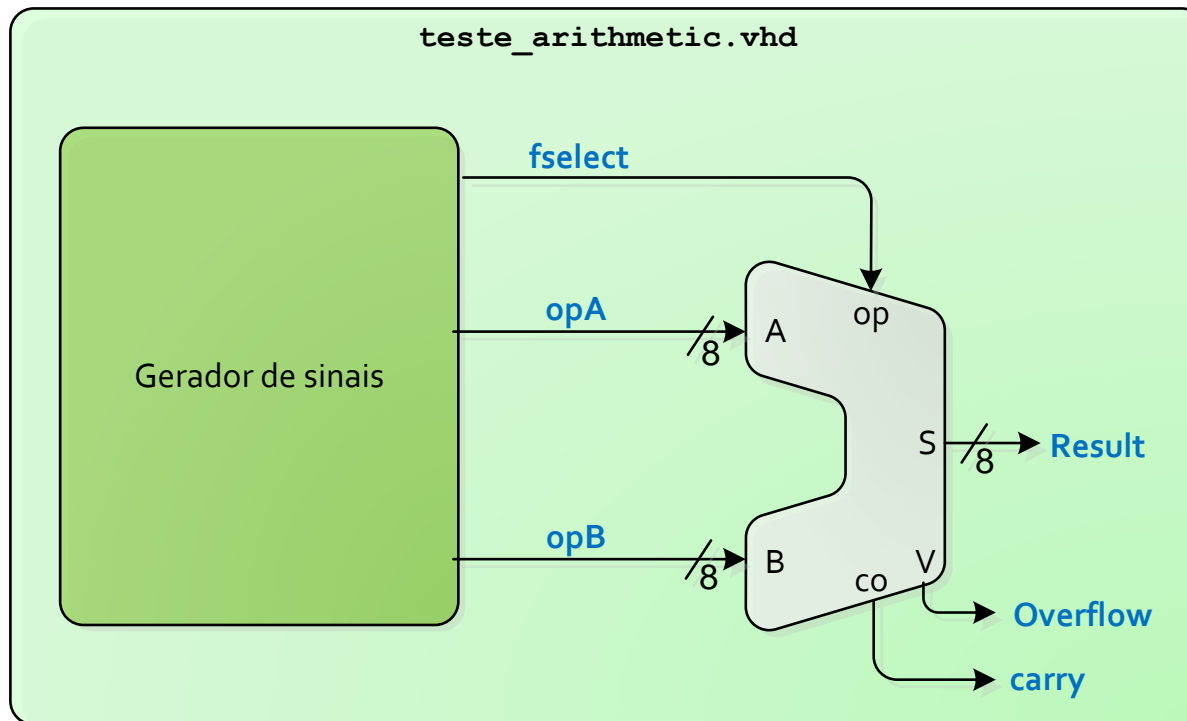 teste_arithmetic.vhd
fselect
op
opA
8
A
Gerador de sinais
S
8
Result
opB
8
B
co
V
Overflow
carry